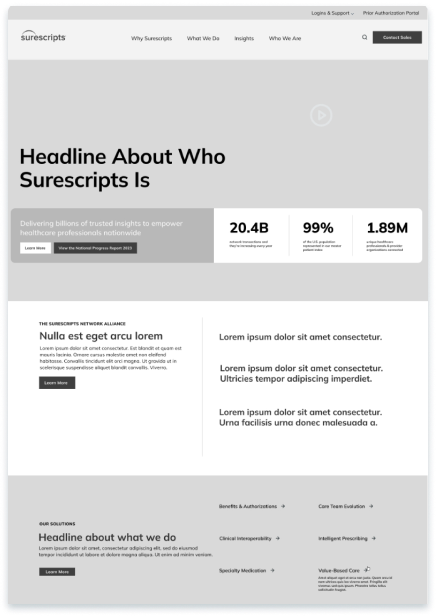 Logins & Support
Prior Authorization Portal
surescripts
Why Surescripts
What We Do
Insights
Who We Are
Contact Sales
Headline About Who
Surescripts Is
Delivering billions of trusted insights to empower
healthcare professionals nationwide
Learn More
View the National Progress Report 2023
20.4B
99%
1.89M
of the U.S. population
THE SURESCRIPTS NETWORK ALLIANCE
Nulla est eget arcu lorem
Lorem ipsum dolor sit amet consectetur. Est blandit et quam est
mauris lacinia. Ornare cursus molestie enim non eleifend
habitasse. Convallis tincidunt elit orci magna. Ut gravida ut in
scelerisque suspendisse aliquet blandit convallis. Viverra.
Learn More
Lorem ipsum dolor sit amet consectetur.
Lorem ipsum dolor sit amet consectetur.
Ultricies tempor adipiscing imperdiet.
Lorem ipsum dolor sit amet consectetur.
Urna facilisis urna donec malesuada a.
OUR SOLUTIONS
Headline about what we do
Lorem ipsum dolor sit amet, consectetur adipiscing elit, sed do eiusmod
tempor incididunt ut labore et dolore magna aliqua. Ut enim ad minim veniam.
Learn More
Benefits & Authorizations
Care Team Evolution
Clinical Interoperability
Intelligent Prescribing
Specialty Medication
Value-Based Care